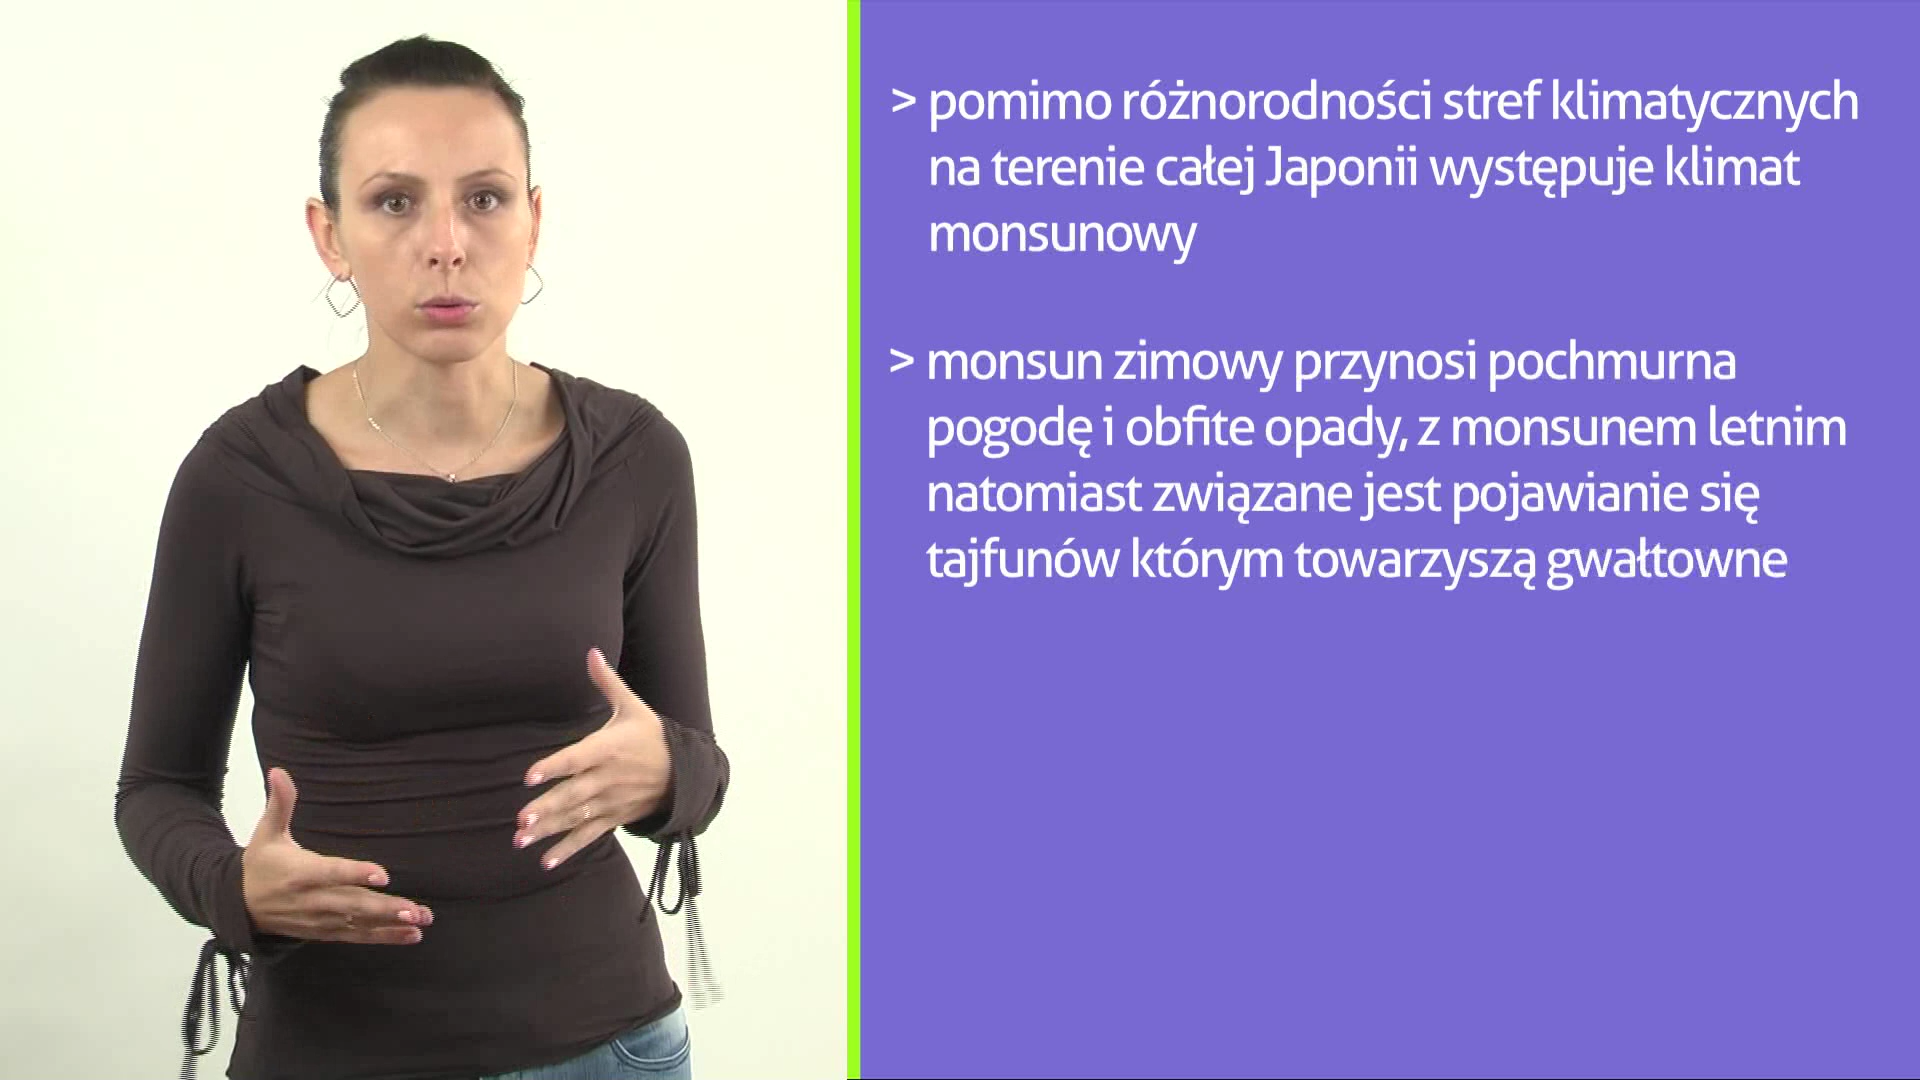 > pomimo różnorodności stref klimatycznych
na terenie całej Japonii występuje klimat
monsunowy
> monsun zimowy przynosi pochmurna
pogodę i obfite opady, z monsunem letnim
natomiast związane jest pojawianie się
tajfunów którym towarzyszą gwałtowne